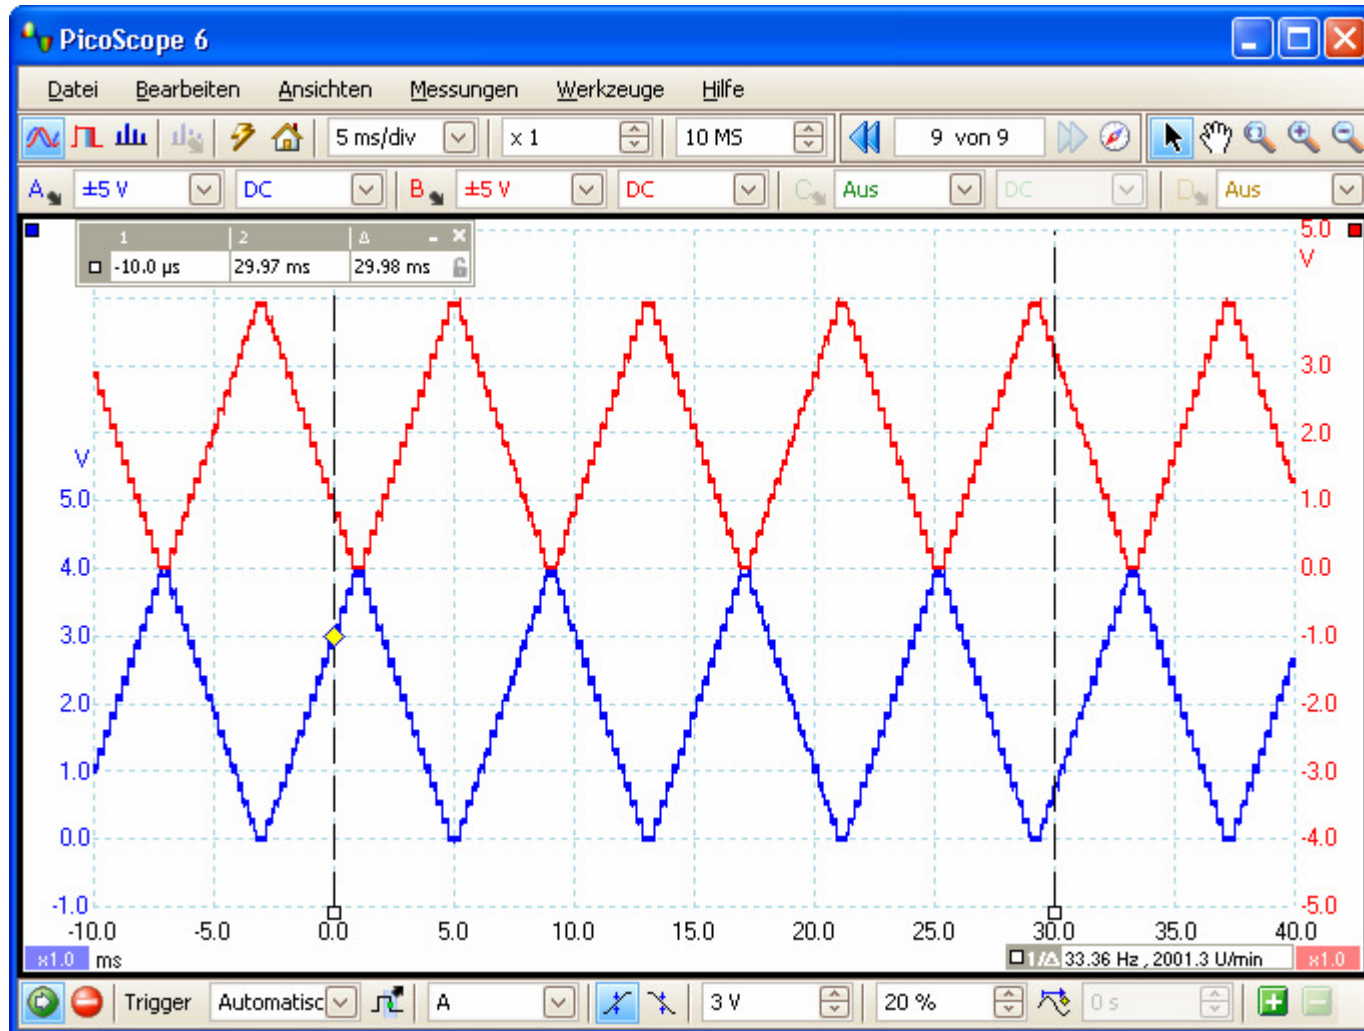 PicoScope 6
Datei Bearbeiten Ansichten Messungen Werkzeuge Hilfe
5 ms/div x 1 10 MS 9 von 9
A ±5 V DC B ±5 V DC C Aus DC D Aus
1 2 Δ
-10.0 µs 29.97 ms 29.98 ms
5.0
V
3.0
2.0
V
5.0 1.0
4.0 0.0
3.0 -1.0
2.0 -2.0
1.0 -3.0
0.0 -4.0
-1.0 -5.0
-10.0 -5.0 0.0 5.0 10.0 15.0 20.0 25.0 30.0 35.0 40.0
x1.0 ms 1/Δ 33.36 Hz , 2001.3 U/min x1.0
Trigger Automatisc A 3 V 20 % 0 s